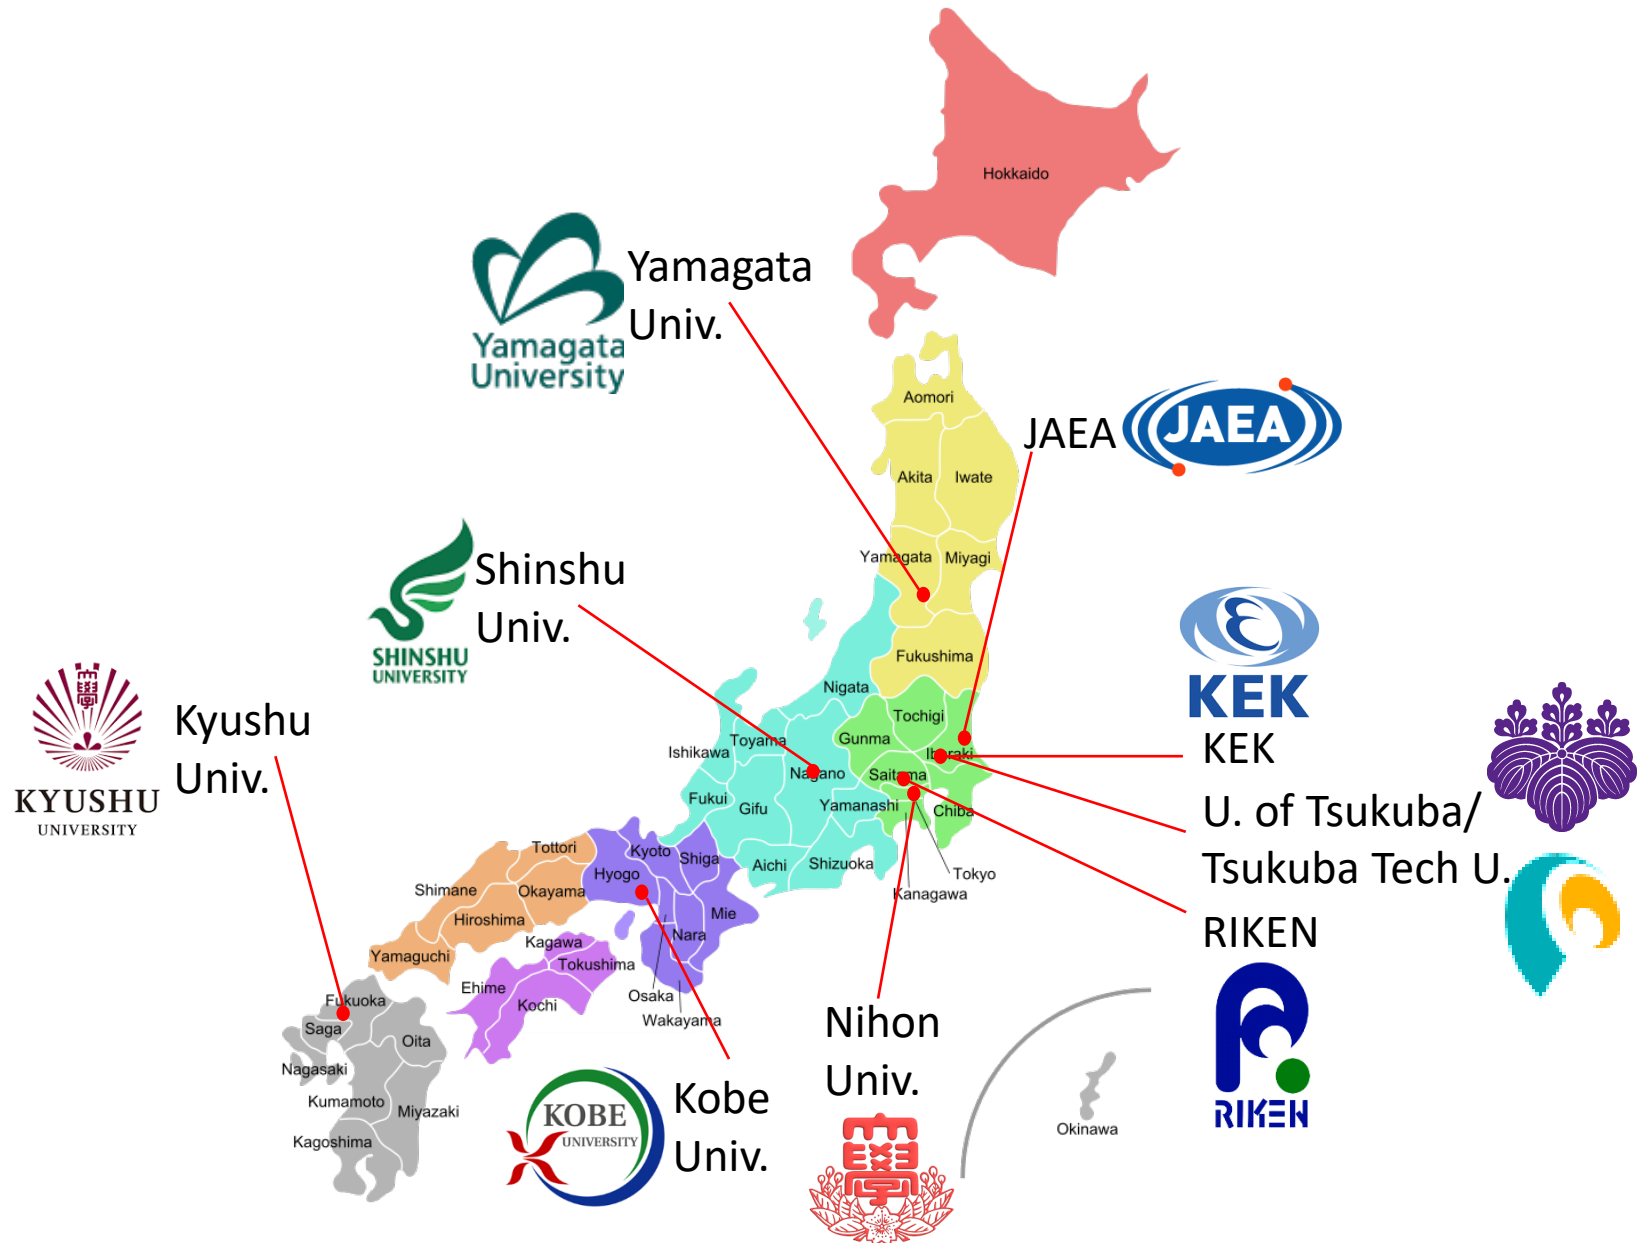 Hokkaido
Yamagata
Univ.
Yamagata
University
Aomori
JAEA
JAEA
Akita
Iwate
Yamagata
Miyagi
Shinshu
Univ.
SHINSHU
UNIVERSITY
Fukushima
KEK
KEK
Nigata
Tochigi
Gunma
Toyama
Ishikawa
Ibaraki
Nagano
Saitama
Fukui
Gifu
Yamanashi
Chiba
Kyushu
Univ.
學
KYUSHU
UNIVERSITY
U. of Tsukuba/
Tsukuba Tech U.
Tottori
Kyoto
Shiga
Hyogo
Aichi
Shizuoka
Tokyo
Kanagawa
Shimane
Okayama
Hiroshima
Mie
Nara
Kagawa
Yamaguchi
Tokushima
Ehime
Kochi
Osaka
Wakayama
RIKEN
RIKEN
Fukuoka
Saga
Oita
Nagasaki
Kumamoto
Miyazaki
Kagoshima
Nihon
Univ.
大學
Kobe
Univ.
KOBE
UNIVERSITY
Okinawa